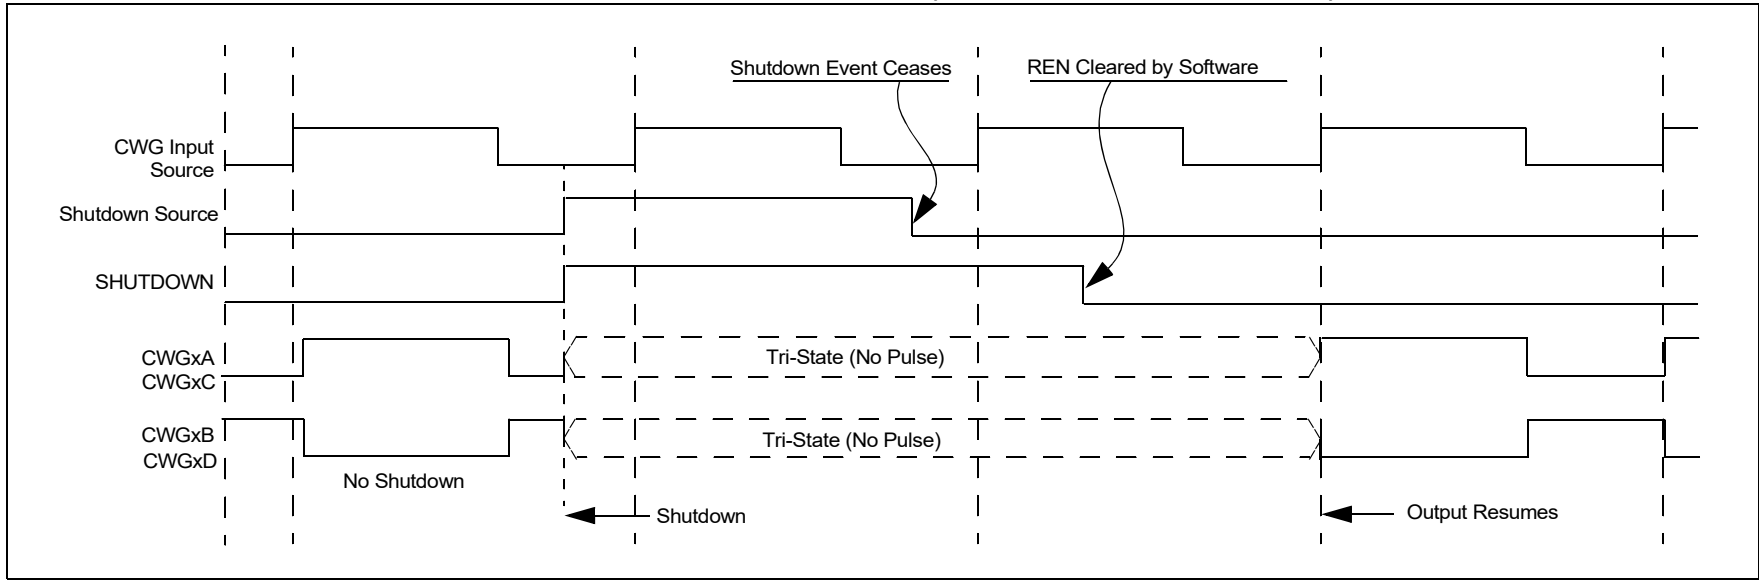 Shutdown Event Ceases
REN Cleared by Software
CWG Input
Source
Shutdown Source
SHUTDOWN
CWGxA
CWGxC
Tri-State (No Pulse)
CWGxB
CWGxD
Tri-State (No Pulse)
No Shutdown
Shutdown
Output Resumes